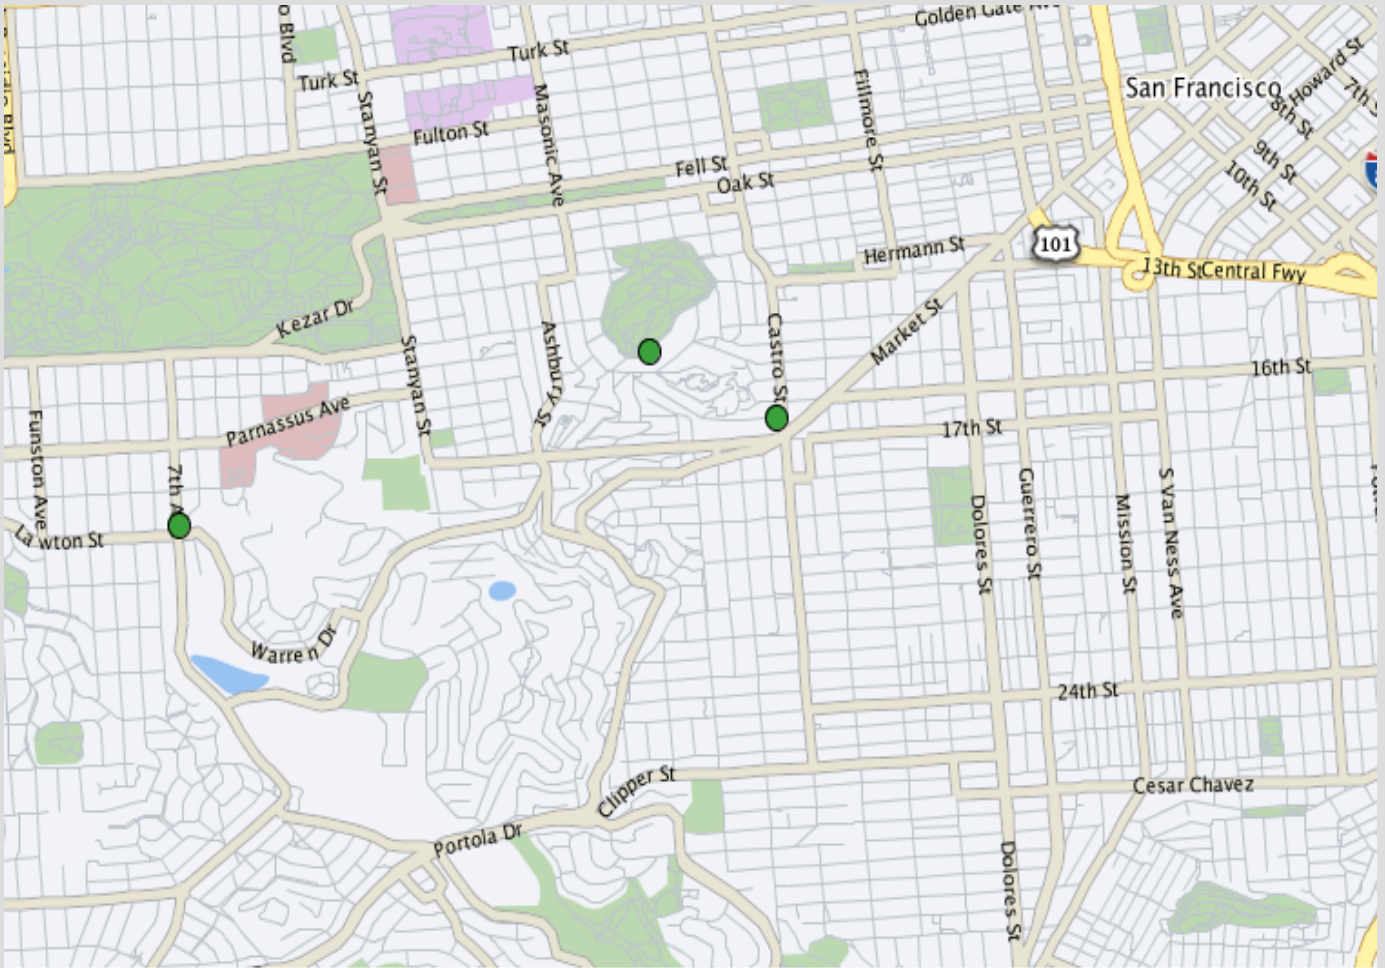 Golden Gate
Blvd
Turk St
Turk St
Howard St
San Francisco
7th
8th St
Stanyan St
Masonic Ave
Fillmore St
Fulton St
9th St
Fell St
Oak St
10th St
Hermann St
101
13th St
Central Fwy
Kezar Dr
Ashbury St
Castro St
Market St
Stanyan St
16th St
Parnassus Ave
Funston Ave
17th St
7th A
Lawton St
Dolores St
Guerrero St
Mission St
S Van Ness Ave
Warren Dr
24th St
Clipper St
Cesar Chavez
Portola Dr
Dolores St